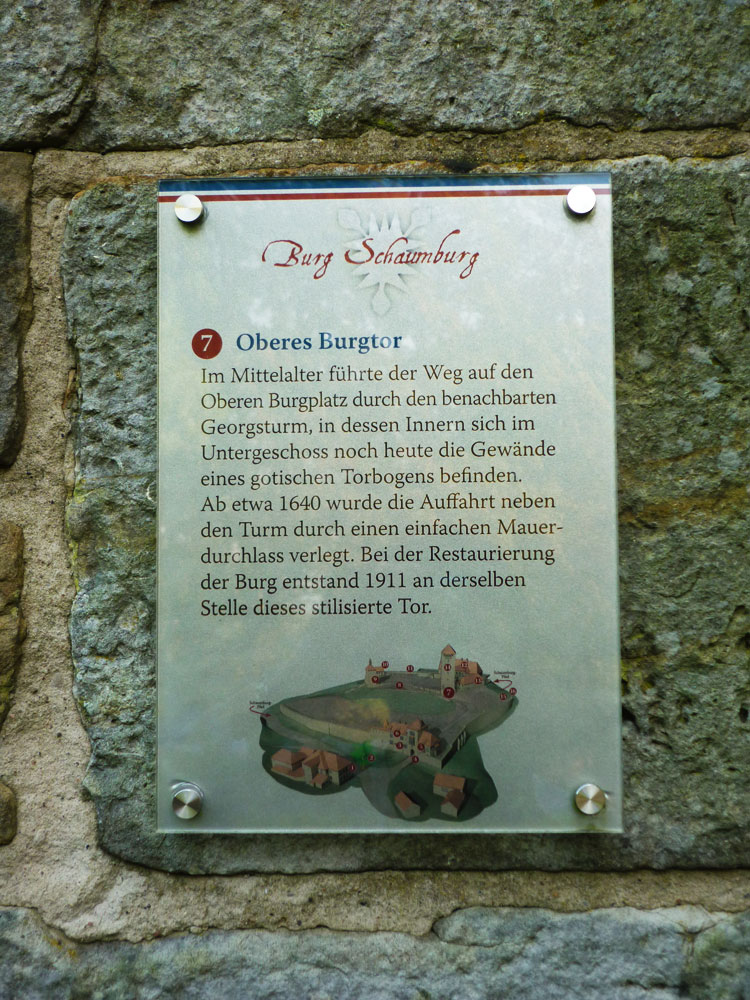 Burg Schaumburg
7 Oberes Burgtor
Im Mittelalter führte der Weg auf den
Oberen Burgplatz durch den benachbarten
Georgsturm, in dessen Innern sich im
Untergeschoss noch heute die Gewände
eines gotischen Torbogens befinden.
Ab etwa 1640 wurde die Auffahrt neben
den Turm durch einen einfachen Mauer-
durchlass verlegt. Bei der Restaurierung
der Burg entstand 1911 an derselben
Stelle dieses stilisierte Tor.
7